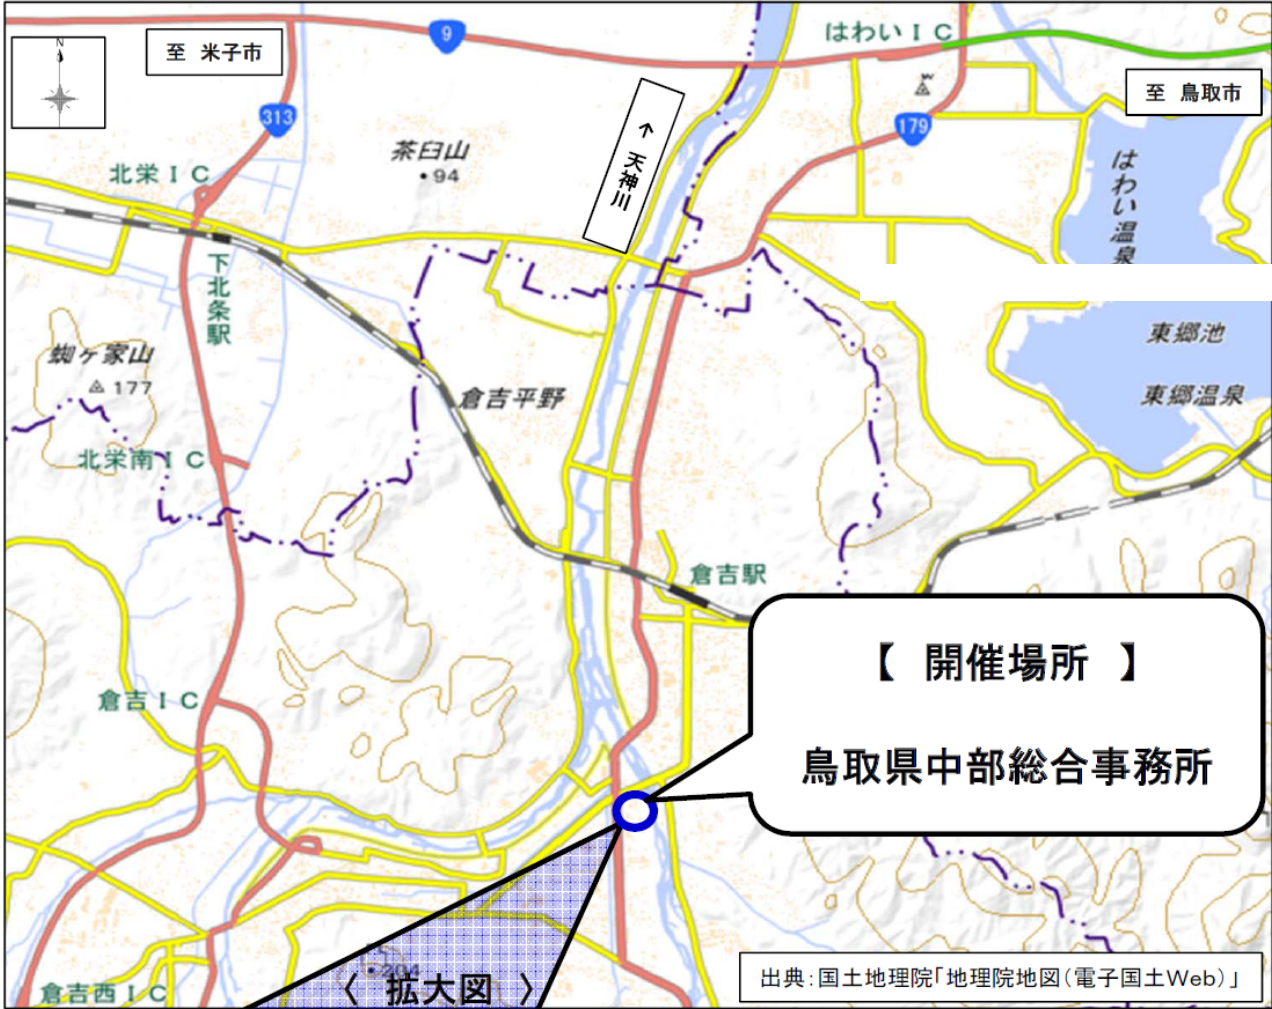 N
至 米子市
9
はわいIC
至 鳥取市
313
179
↑ 天神川
茶臼山
・94
北栄IC
はわい温泉
下北条駅
東郷池
蜘ヶ家山
177
倉吉平野
東郷温泉
北栄南IC
倉吉駅
【 開催場所 】
倉吉IC
鳥取県中部総合事務所
・204
〈 拡大図 〉
出典：国土地理院「地理院地図（電子国土Web）」
倉吉西IC